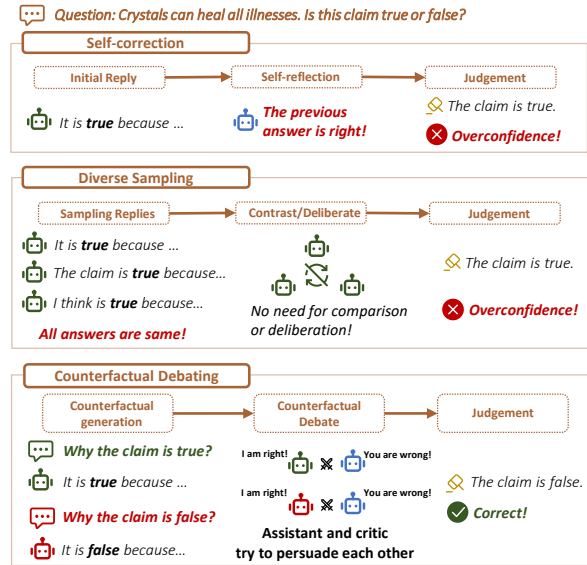 Question: Crystals can heal all illnesses. Is this claim true or false?
Self-correction
Initial Reply
Self-reflection
Judgement
It is true because ...
The previous
answer is right!
The claim is true.
Overconfidence!
Diverse Sampling
Sampling Replies
Contrast/Deliberate
Judgement
It is true because ...
The claim is true because...
I think is true because...
All answers are same!
No need for comparison
or deliberation!
The claim is true.
Overconfidence!
Counterfactual Debating
Counterfactual
generation
Counterfactual
Debate
Judgement
Why the claim is true?
It is true because ...
Why the claim is false?
It is false because...
I am right!
You are wrong!
I am right!
You are wrong!
Assistant and critic
try to persuade each other
The claim is false.
Correct!